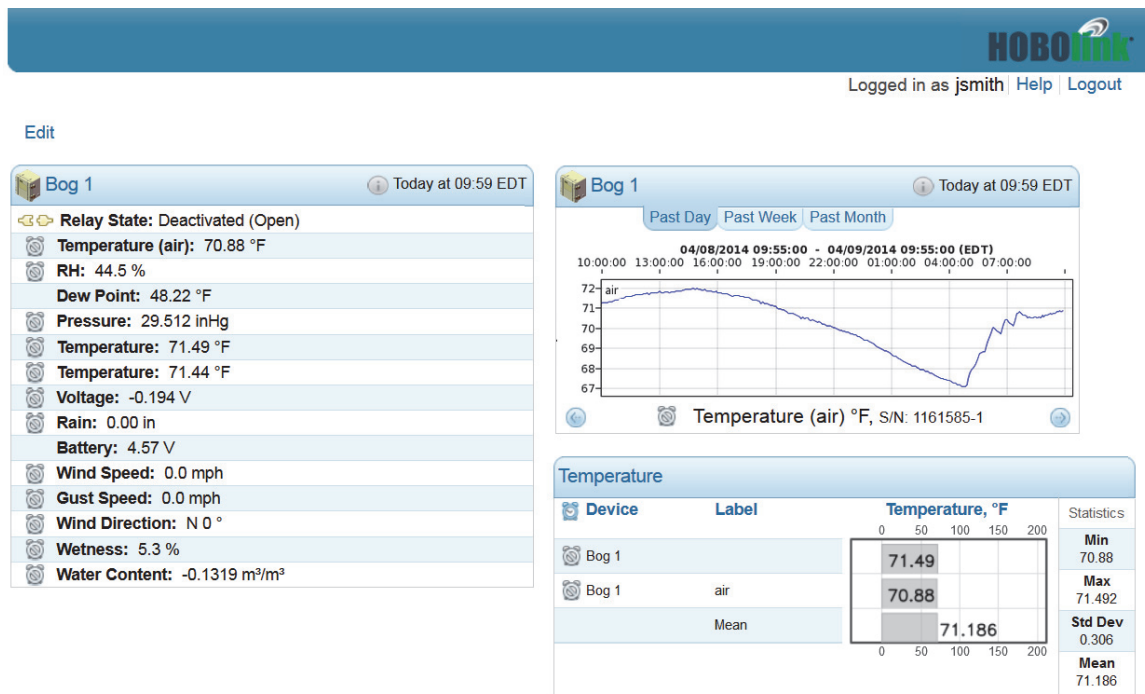 HOBOlink
Logged in as jsmith Help Logout
Edit
Bog 1 Today at 09:59 EDT
Relay State: Deactivated (Open)
Temperature (air): 70.88 °F
RH: 44.5 %
Dew Point: 48.22 °F
Pressure: 29.512 inHg
Temperature: 71.49 °F
Temperature: 71.44 °F
Voltage: -0.194 V
Rain: 0.00 in
Battery: 4.57 V
Wind Speed: 0.0 mph
Gust Speed: 0.0 mph
Wind Direction: N 0 °
Wetness: 5.3 %
Water Content: -0.1319 m³/m³
Bog 1 Today at 09:59 EDT
Past Day Past Week Past Month
04/08/2014 09:55:00 - 04/09/2014 09:55:00 (EDT)
10:00:00 13:00:00 16:00:00 19:00:00 22:00:00 01:00:00 04:00:00 07:00:00
72 air
71
70
69
68
67
Temperature (air) °F, S/N: 1161585-1
Temperature
Device Label Temperature, °F Statistics
0 50 100 150 200
Bog 1 71.49
Bog 1 air 70.88
Mean 71.186
0 50 100 150 200
Min
70.88
Max
71.492
Std Dev
0.306
Mean
71.186